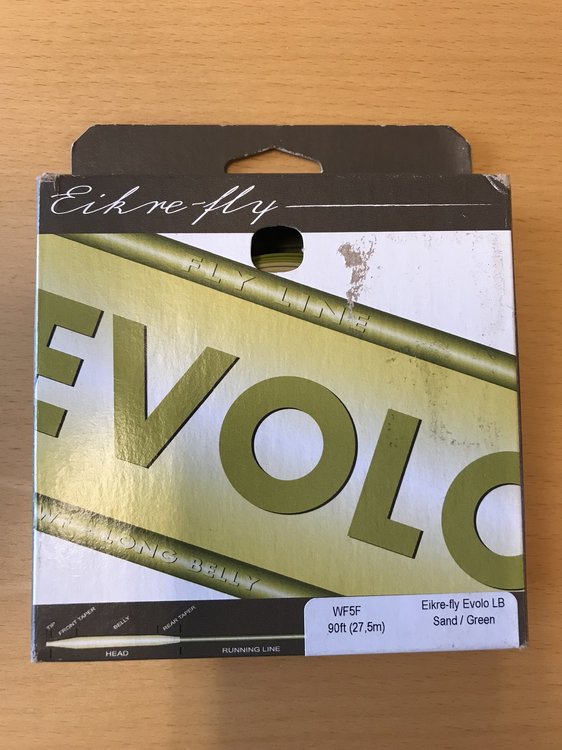 Eikre-fly
FLY LINE
EVOLO
WF LONG BELLY
TIP
FRONT TAPER
BELLY
REAR TAPER
HEAD
RUNNING LINE
WF5F
90ft (27,5m)
Eikre-fly Evolo LB
Sand / Green